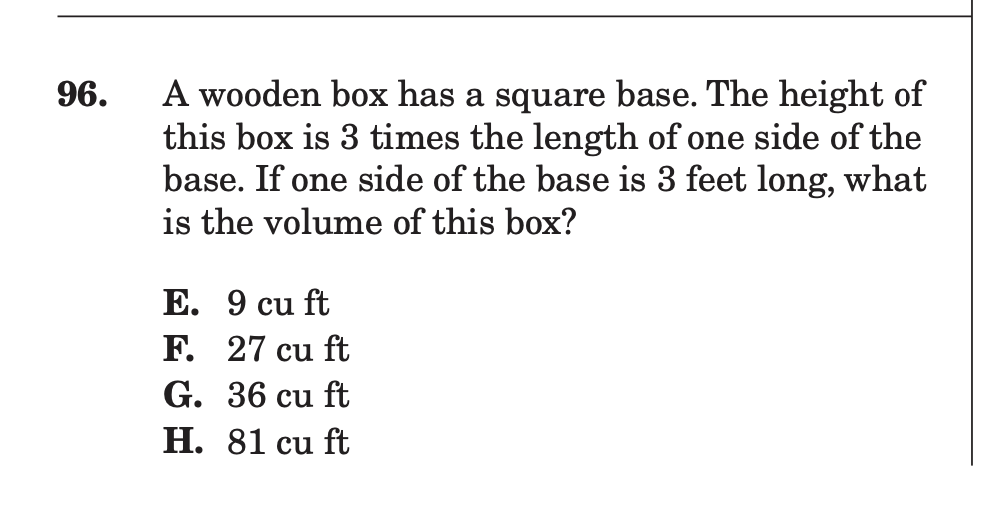 96. A wooden box has a square base. The height of
this box is 3 times the length of one side of the
base. If one side of the base is 3 feet long, what
is the volume of this box?
E. 9 cu ft
F. 27 cu ft
G. 36 cu ft
H. 81 cu ft